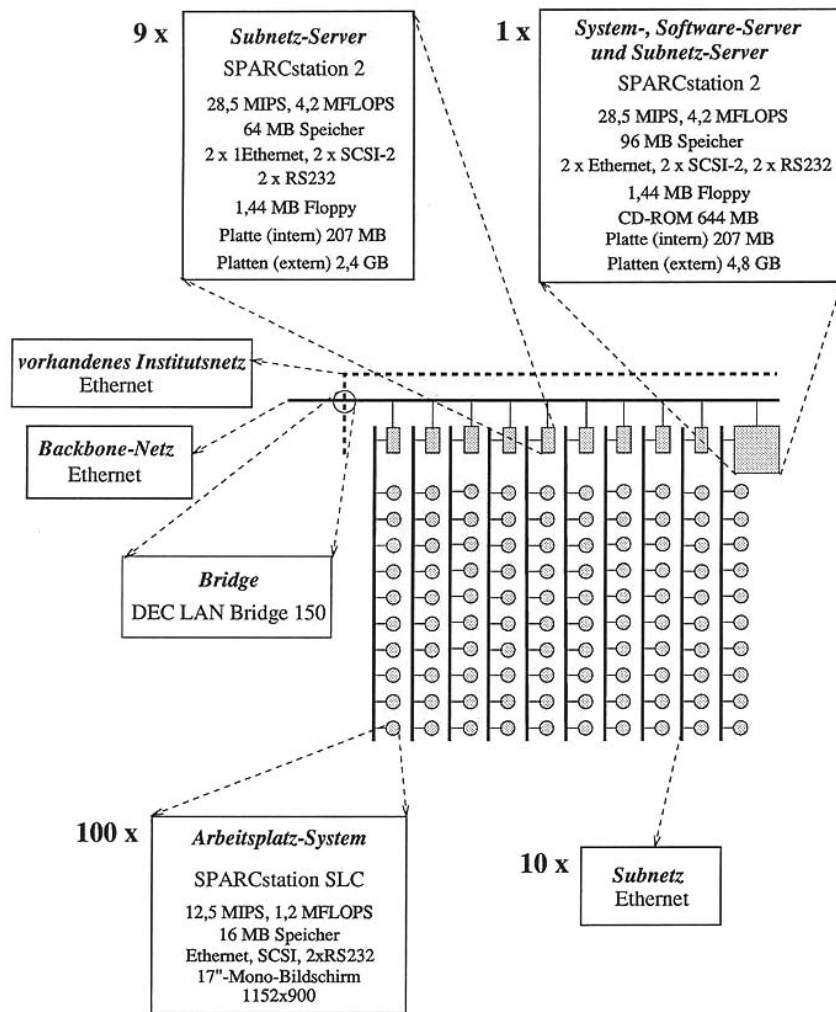 9 x
Subnetz-Server
SPARCstation 2
28,5 MIPS, 4,2 MFLOPS
64 MB Speicher
2 x 1Ethernet, 2 x SCSI-2
2 x RS232
1,44 MB Floppy
Platte (intern) 207 MB
Platten (extern) 2,4 GB
1 x
System-, Software-Server
und Subnetz-Server
SPARCstation 2
28,5 MIPS, 4,2 MFLOPS
96 MB Speicher
2 x Ethernet, 2 x SCSI-2, 2 x RS232
1,44 MB Floppy
CD-ROM 644 MB
Platte (intern) 207 MB
Platten (extern) 4,8 GB
vorhandenes Institutsnetz
Ethernet
Backbone-Netz
Ethernet
Bridge
DEC LAN Bridge 150
100 x
Arbeitsplatz-System
SPARCstation SLC
12,5 MIPS, 1,2 MFLOPS
16 MB Speicher
Ethernet, SCSI, 2xRS232
17"-Mono-Bildschirm
1152x900
10 x
Subnetz
Ethernet